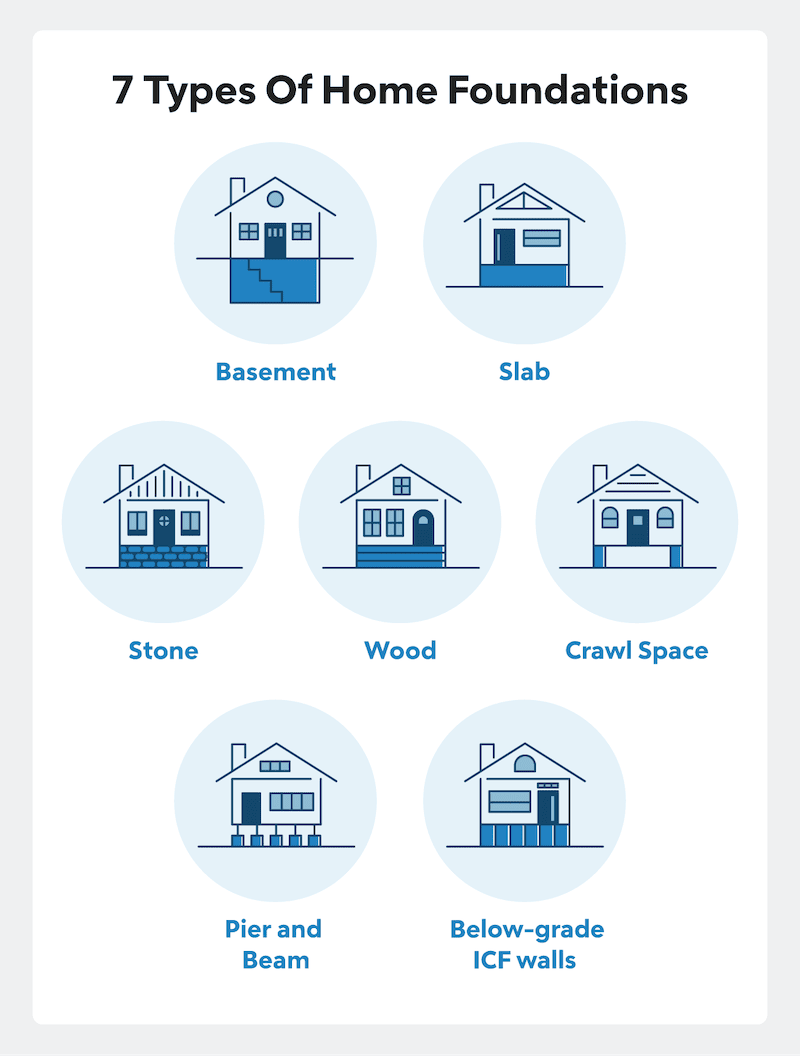 7 Types Of Home Foundations
Basement
Slab
Stone
Wood
Crawl Space
Pier and
Beam
Below-grade
ICF walls